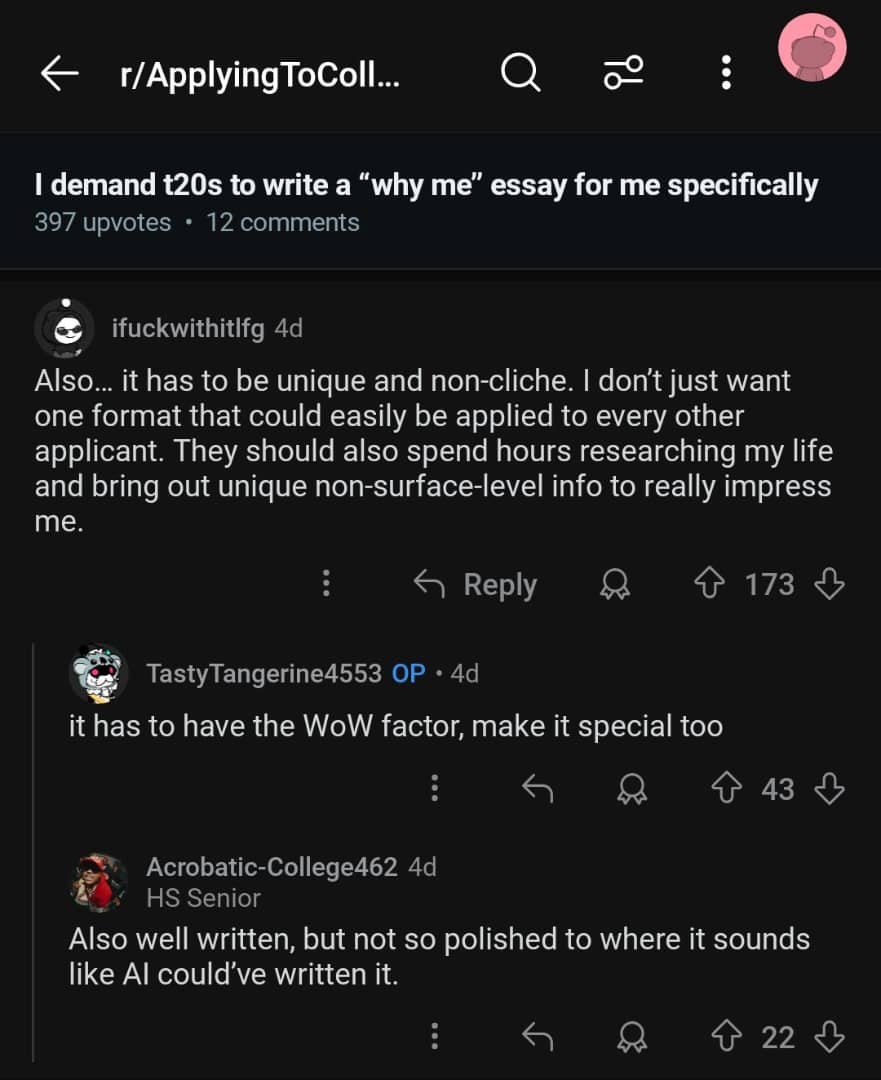 r/ApplyingToColl...
I demand t20s to write a “why me” essay for me specifically
397 upvotes • 12 comments
ifuckwithitlfg 4d
Also... it has to be unique and non-cliche. I don’t just want
one format that could easily be applied to every other
applicant. They should also spend hours researching my life
and bring out unique non-surface-level info to really impress
me.
Reply 173
TastyTangerine4553 OP • 4d
it has to have the WoW factor, make it special too
43
Acrobatic-College462 4d
HS Senior
Also well written, but not so polished to where it sounds
like AI could’ve written it.
22